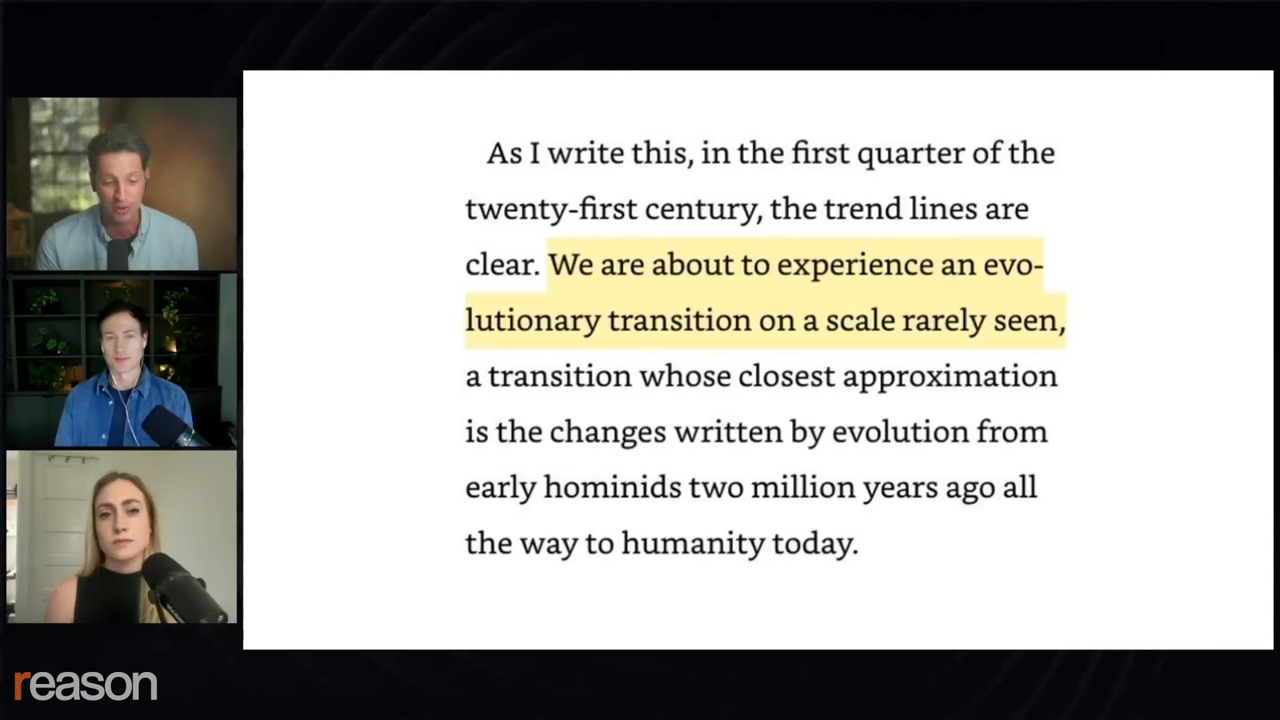 As I write this, in the first quarter of the
twenty-first century, the trend lines are
clear. We are about to experience an evo-
lutionary transition on a scale rarely seen,
a transition whose closest approximation
is the changes written by evolution from
early hominids two million years ago all
the way to humanity today.
reason